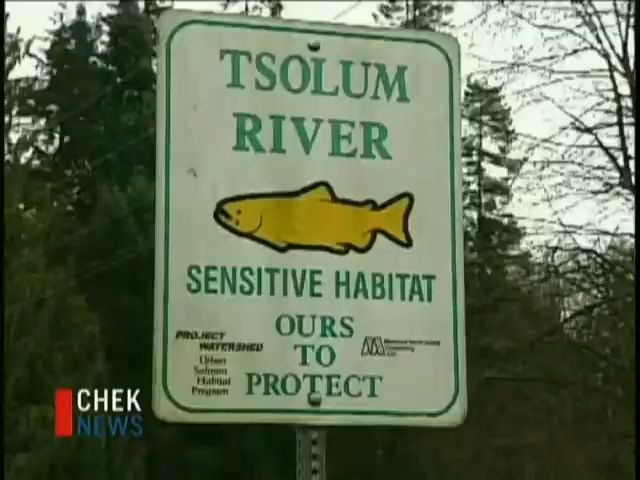 TSOLUM
RIVER
SENSITIVE HABITAT
OURS
TO
PROTECT
PROJECT
WATERSHED
Urban
Salmon
Habitat
Program
CHEK
NEWS